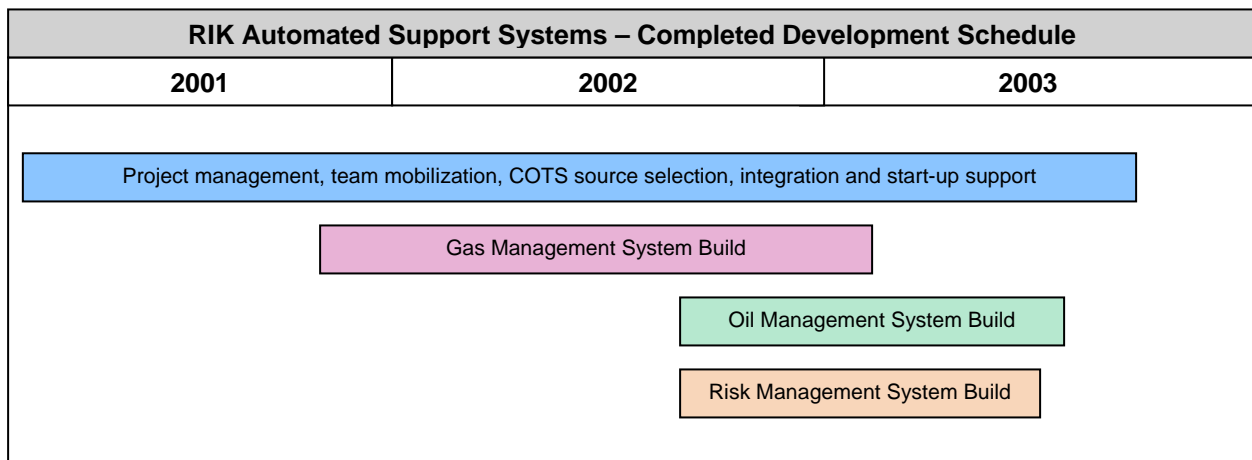 RIK Automated Support Systems – Completed Development Schedule
2001 2002 2003
Project management, team mobilization, COTS source selection, integration and start-up support
Gas Management System Build
Oil Management System Build
Risk Management System Build